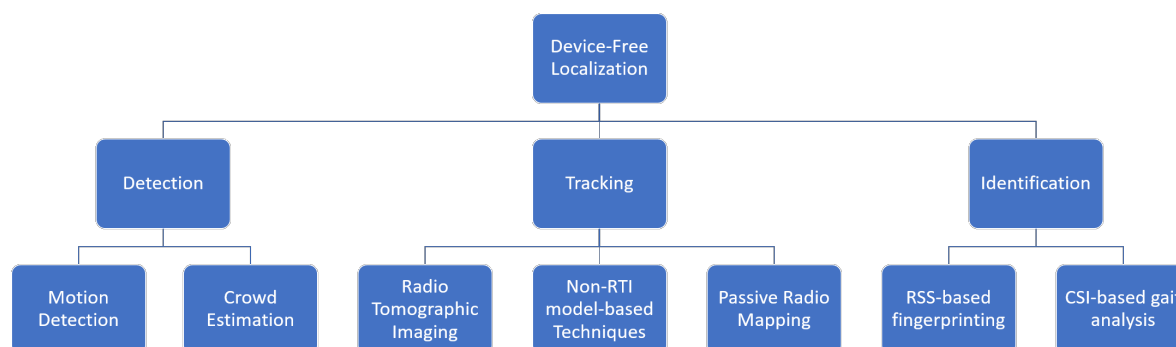 Device-Free
Localization
Detection
Tracking
Identification
Motion
Detection
Crowd
Estimation
Radio
Tomographic
Imaging
Non-RTI
model-based
Techniques
Passive Radio
Mapping
RSS-based
fingerprinting
CSI-based gait
analysis